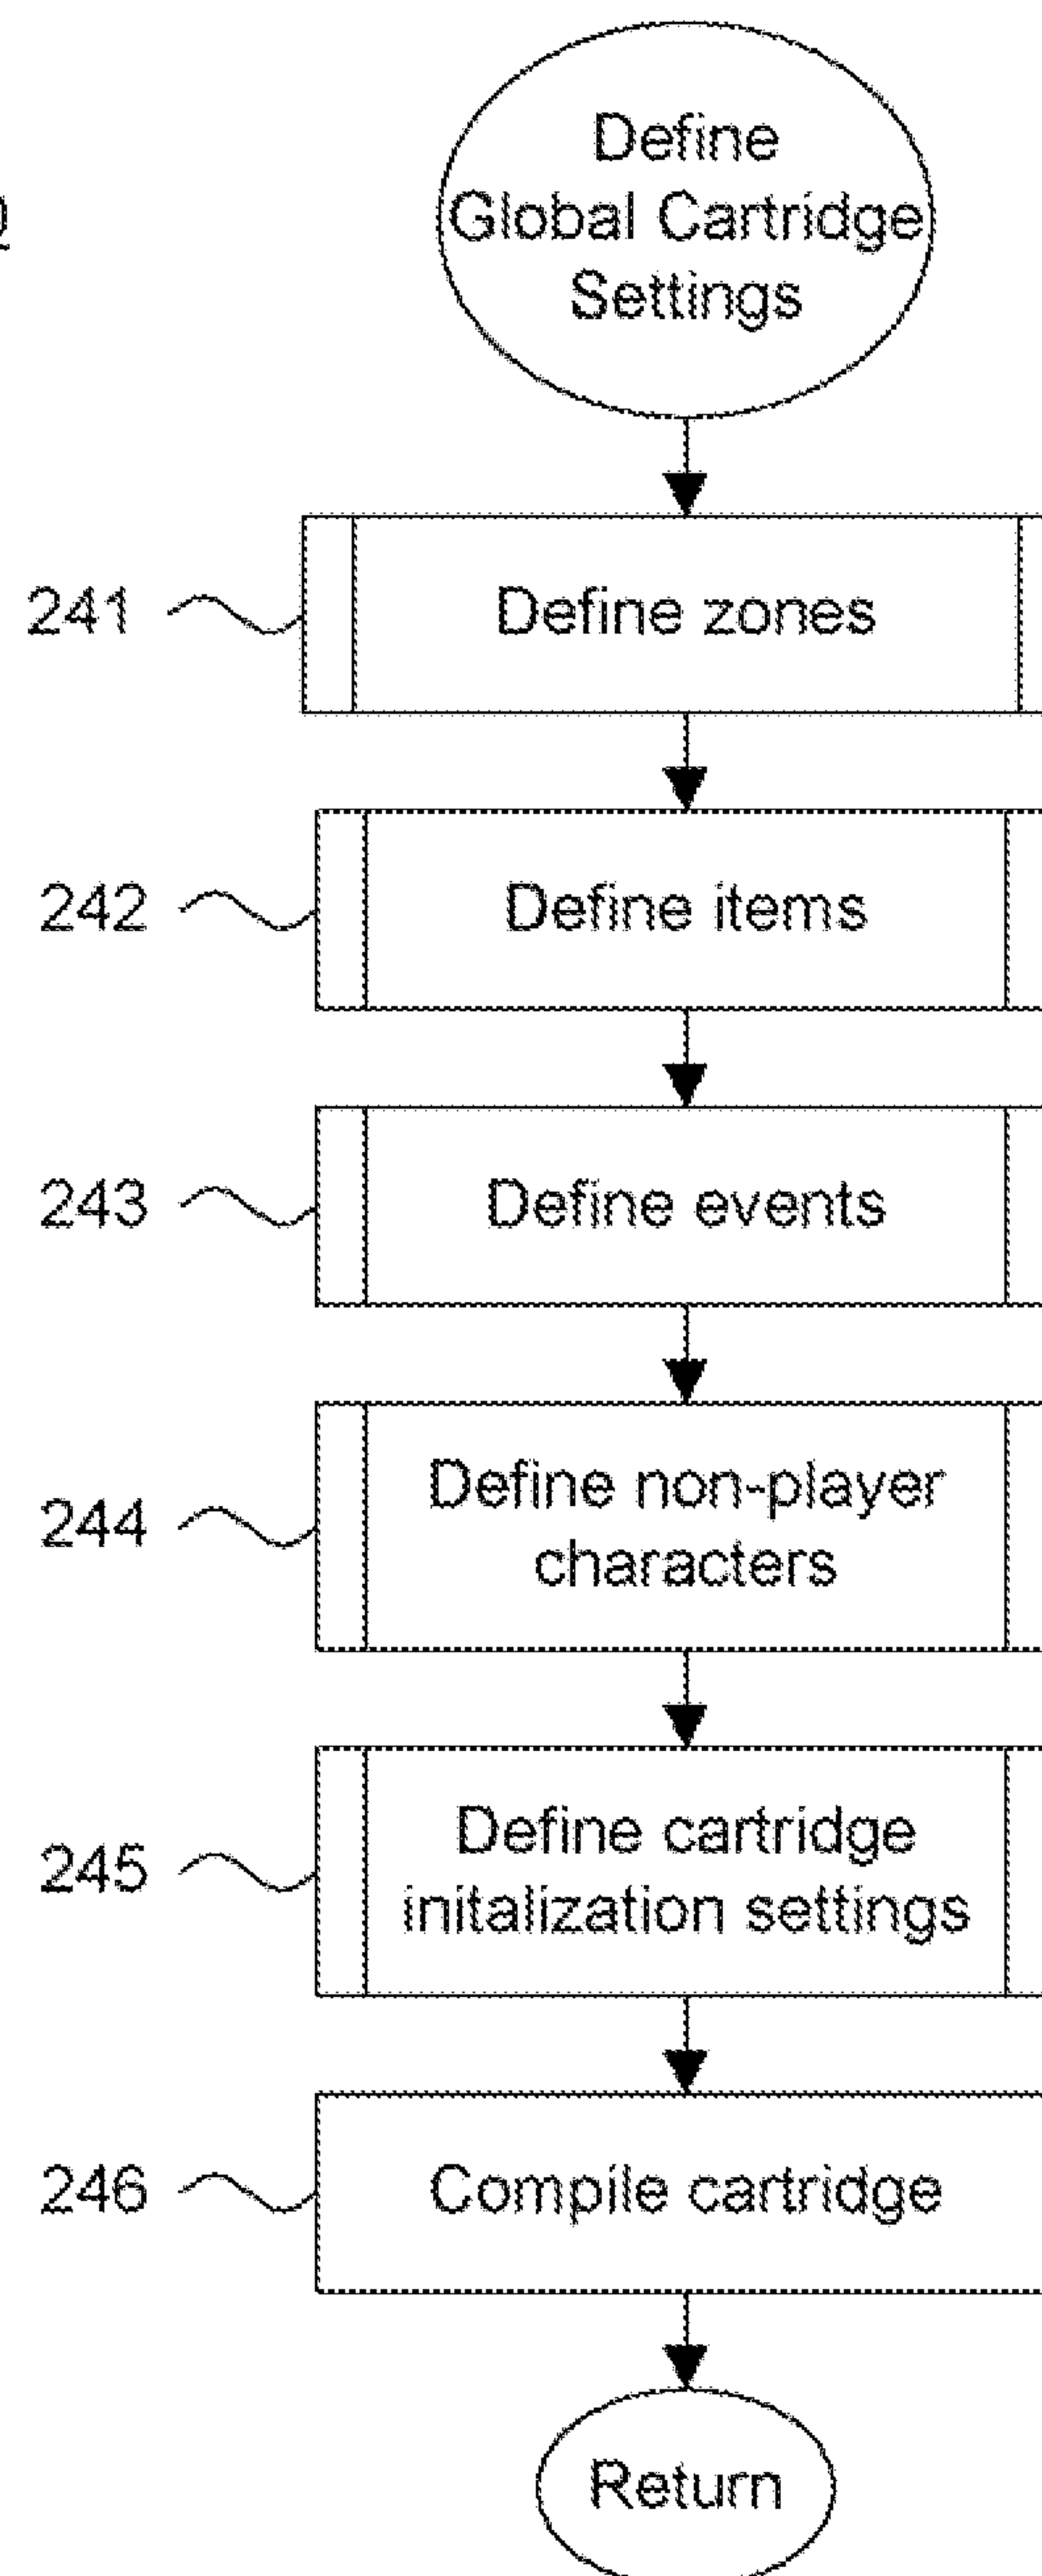 Define
Global Cartridge
Settings
241
Define zones
242
Define items
243
Define events
244
Define non-player
characters
245
Define cartridge
initalization settings
246
Compile cartridge
Return